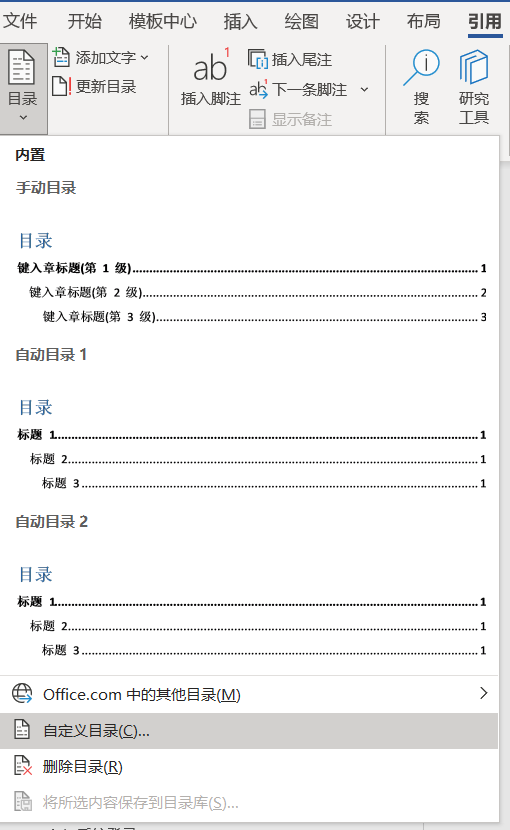 文件 开始 模板中心 插入 绘图 设计 布局 引用
目录
添加文字
更新目录
ab1
插入脚注
插入尾注
ab1 下一条脚注
显示备注
搜索
研究工具
内置
手动目录
目录
键入章标题(第 1 级)........................................1
键入章标题(第 2 级)........................................2
键入章标题(第 3 级)........................................3
自动目录 1
目录
标题 1........................................1
标题 2........................................1
标题 3........................................1
自动目录 2
目录
标题 1........................................1
标题 2........................................1
标题 3........................................1
Office.com 中的其他目录(M)
自定义目录(C)...
删除目录(R)
将所选内容保存到目录库(S)...